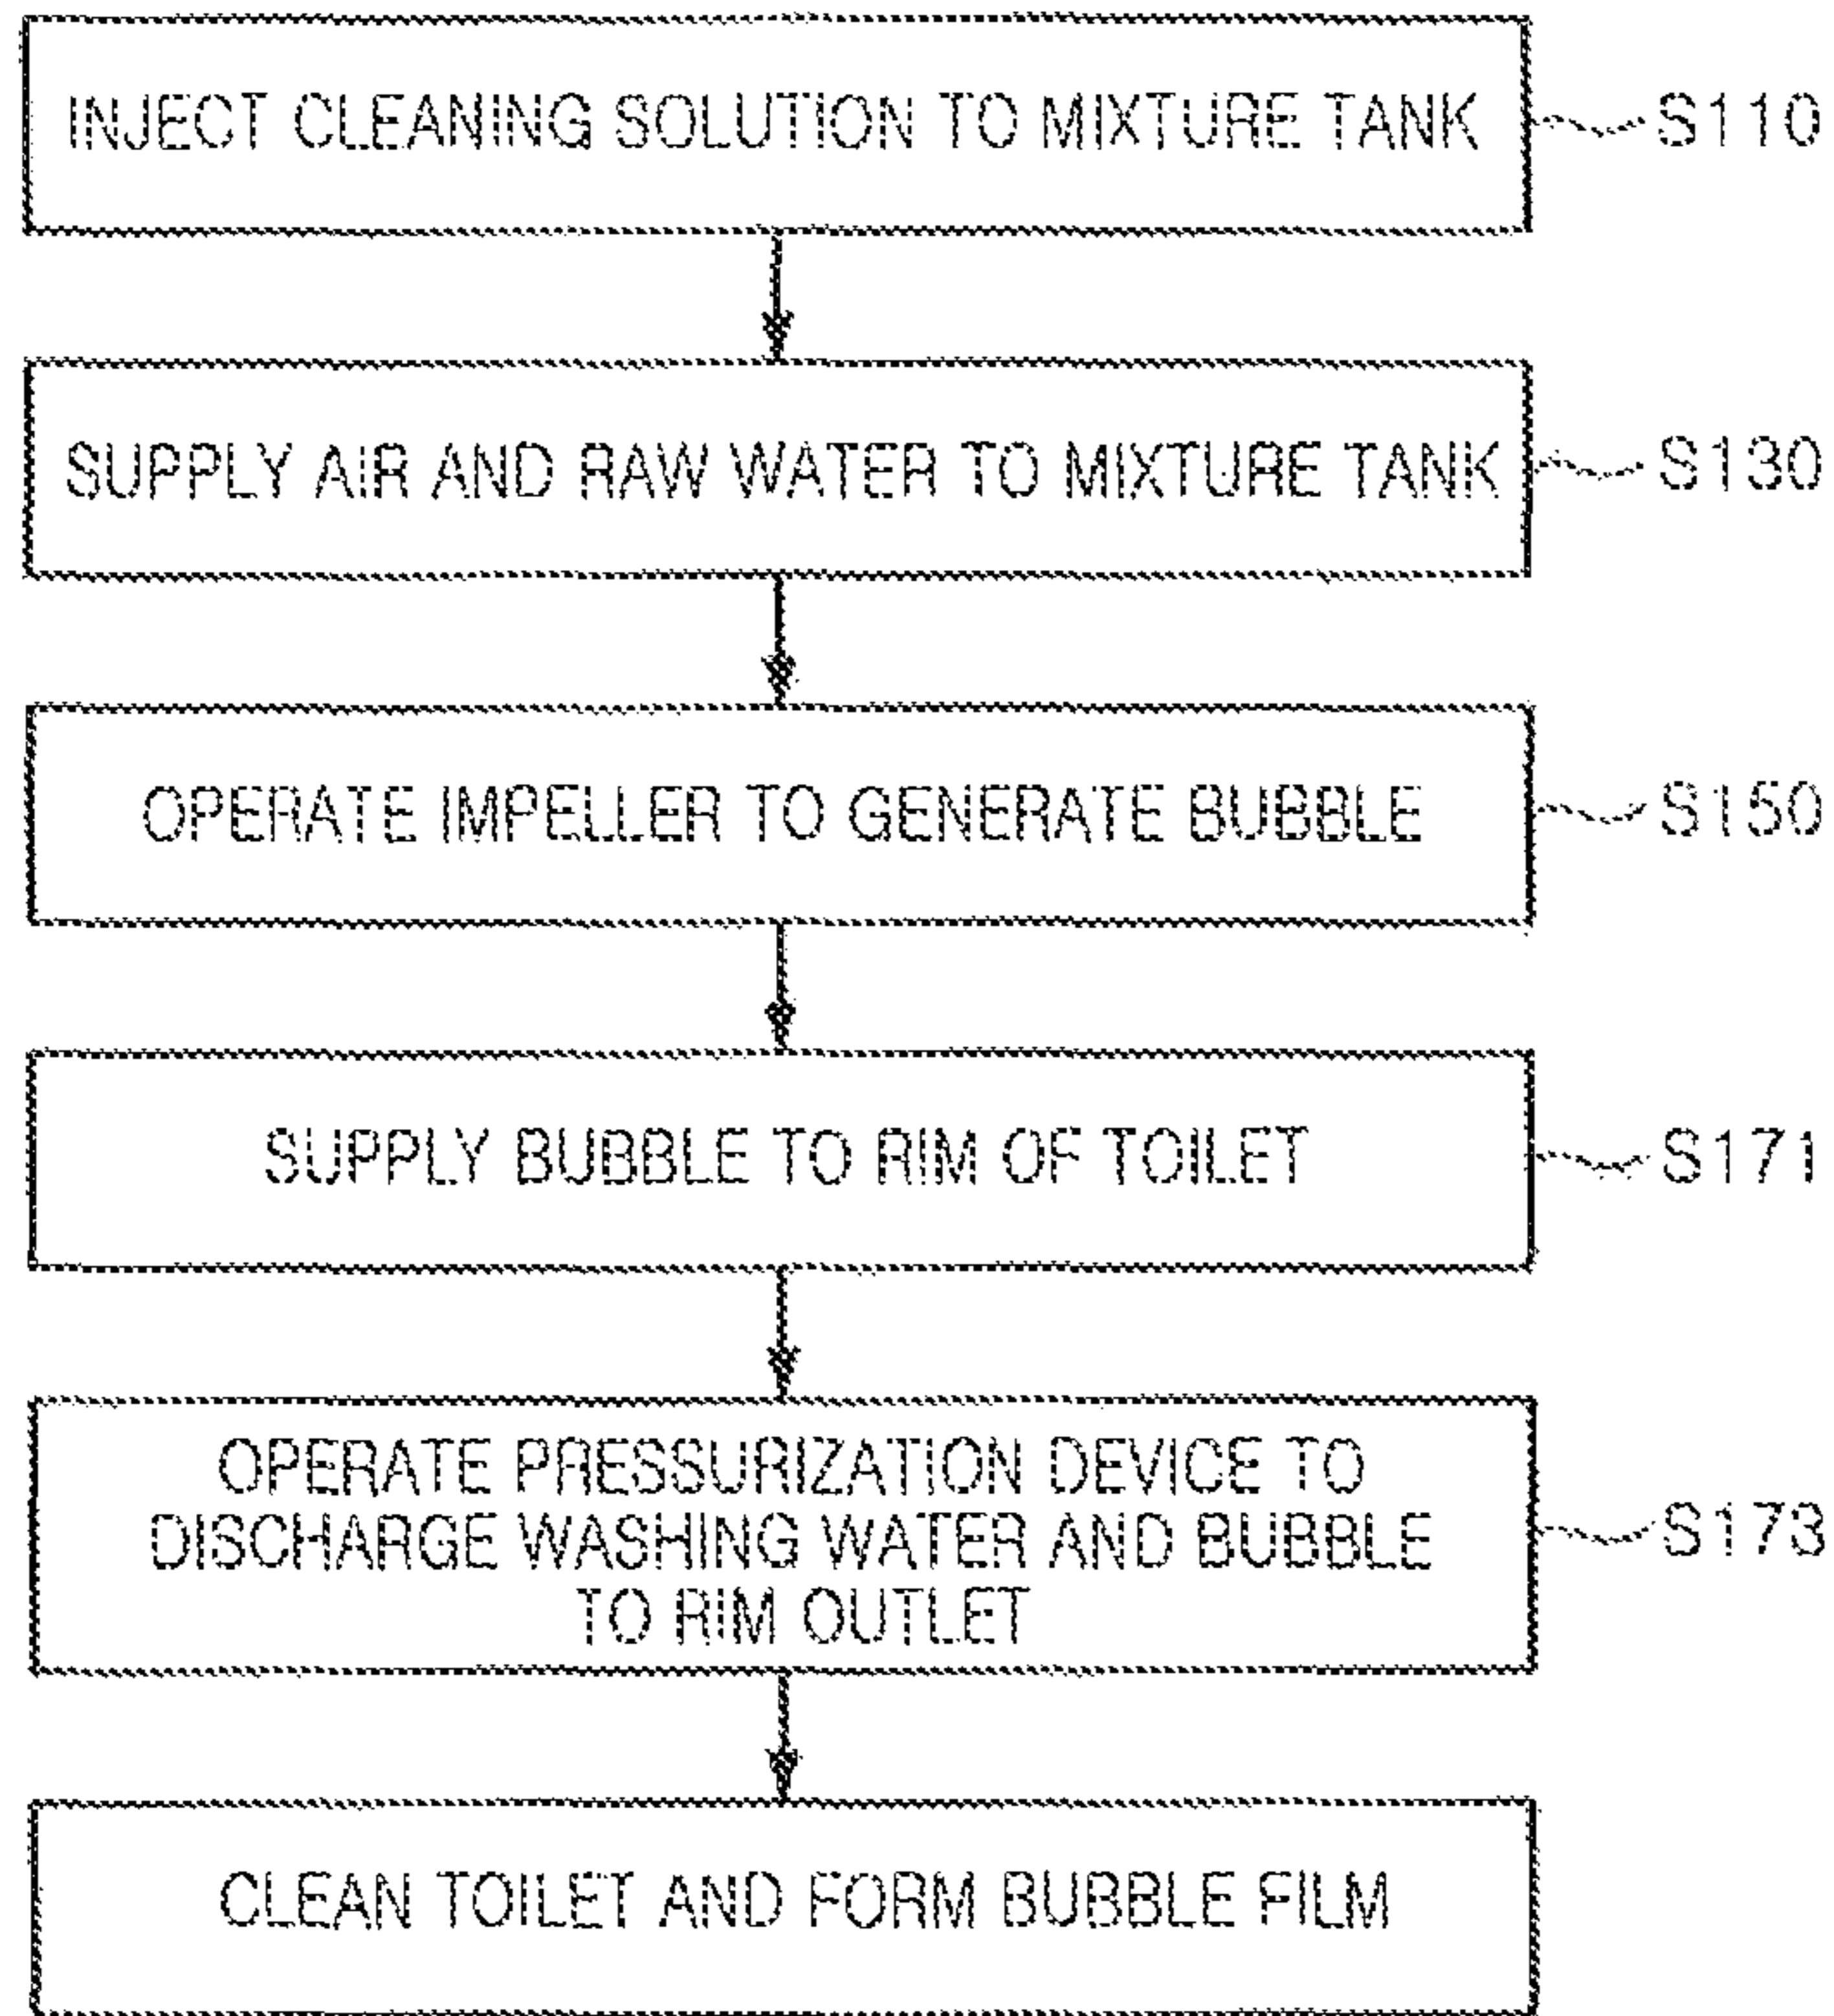 INJECT CLEANING SOLUTION TO MIXTURE TANK
S110
SUPPLY AIR AND RAW WATER TO MIXTURE TANK
S130
OPERATE IMPELLER TO GENERATE BUBBLE
S150
SUPPLY BUBBLE TO RIM OF TOILET
S171
OPERATE PRESSURIZATION DEVICE TO
DISCHARGE WASHING WATER AND BUBBLE
TO RIM OUTLET
S173
CLEAN TOILET AND FORM BUBBLE FILM